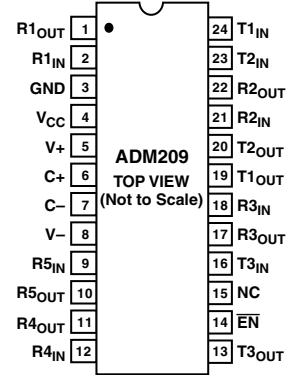 R1OUT 1
R1IN 2
GND 3
VCC 4
V+ 5
C+ 6
C– 7
V– 8
R5IN 9
R5OUT 10
R4OUT 11
R4IN 12
ADM209
TOP VIEW
(Not to Scale)
24 T1IN
23 T2IN
22 R2OUT
21 R2IN
20 T2OUT
19 T1OUT
18 R3IN
17 R3OUT
16 T3IN
15 NC
14 E̅N̅
13 T3OUT